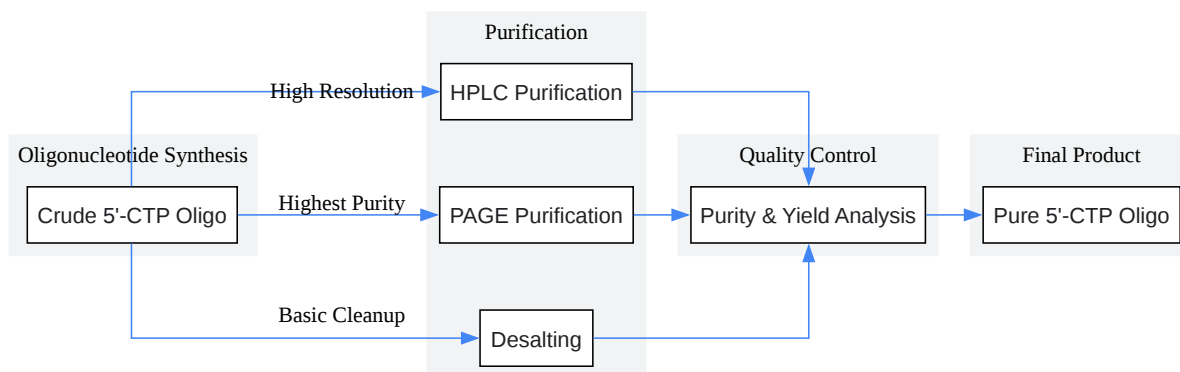 Purification
High Resolution
HPLC Purification
Oligonucleotide Synthesis
Quality Control
Final Product
Crude 5'-CTP Oligo
Highest Purity
PAGE Purification
Purity & Yield Analysis
Pure 5'-CTP Oligo
Basic Cleanup
Desalting